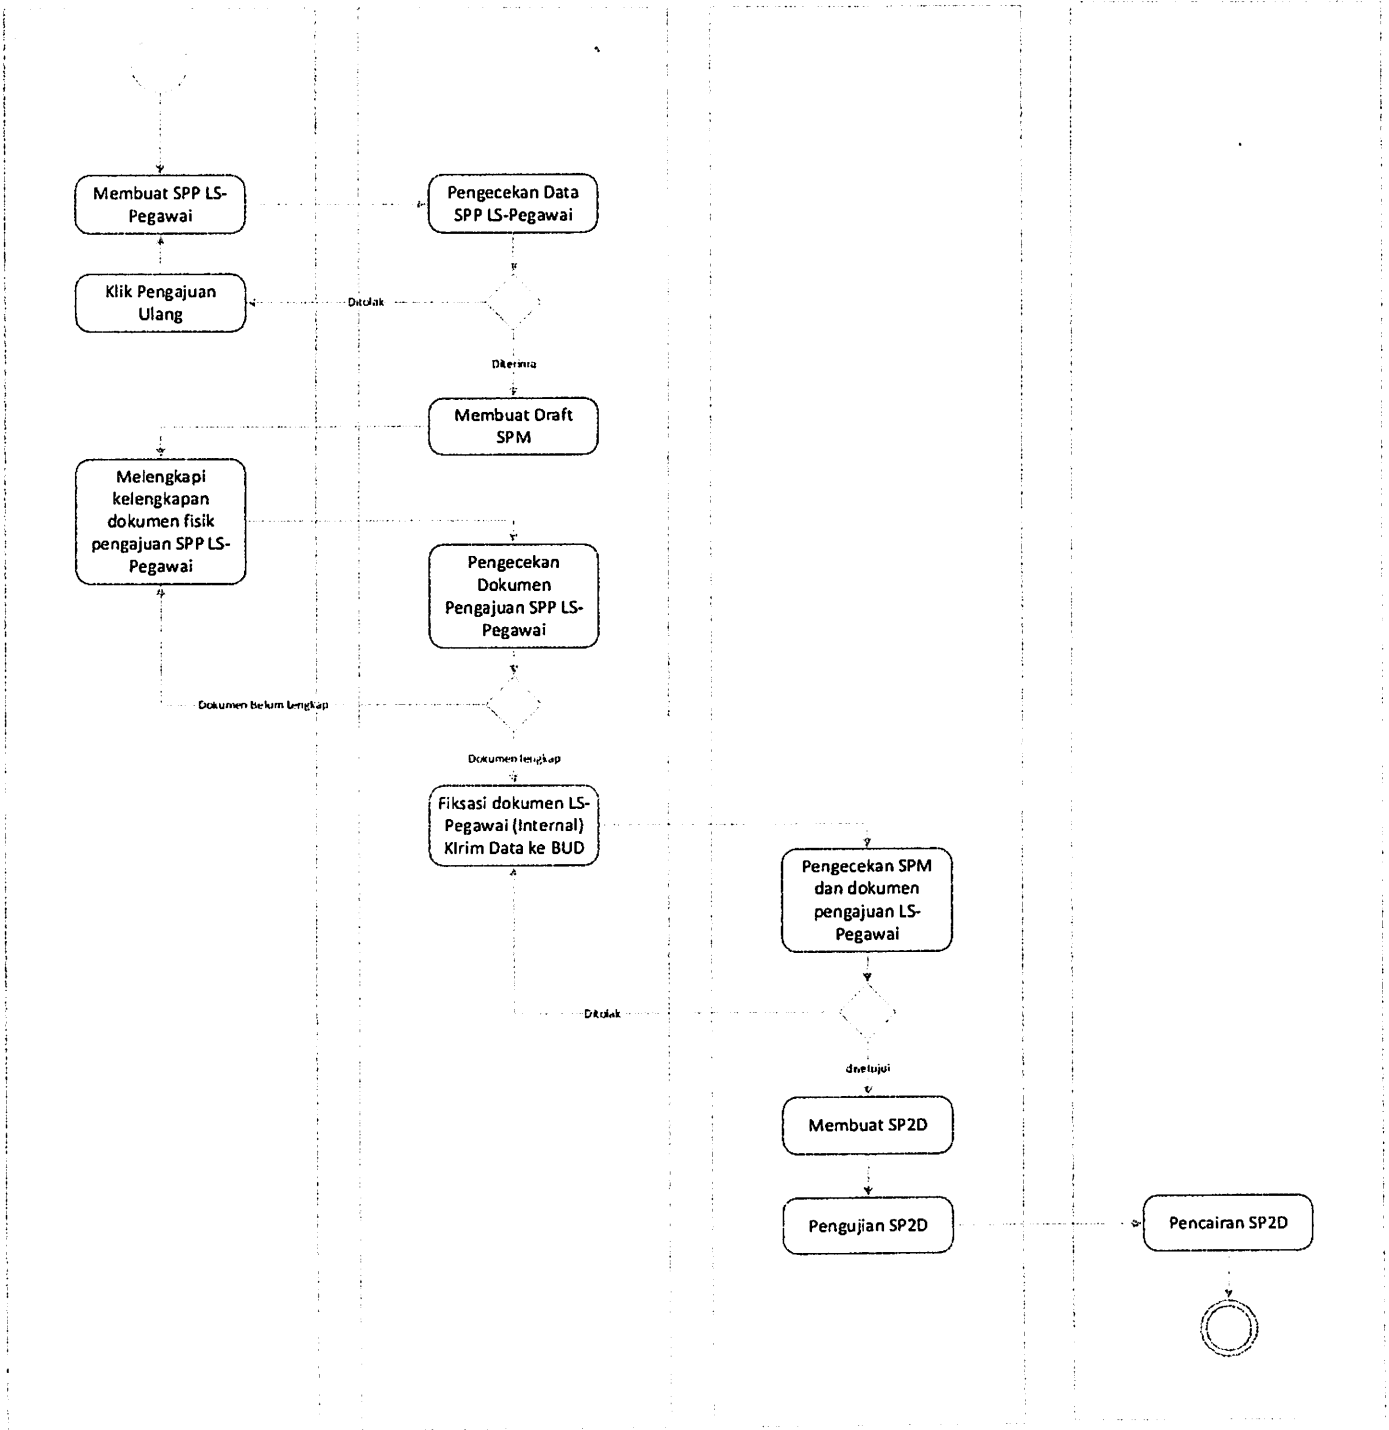 Membuat SPP LS-
Pegawai
Pengecekan Data
SPP LS-Pegawai
Klik Pengajuan
Ulang
Ditolak
Diterima
Membuat Draft
SPM
Melengkapi
kelengkapan
dokumen fisik
pengajuan SPP LS-
Pegawai
Pengecekan
Dokumen
Pengajuan SPP LS-
Pegawai
Dokumen Belum Lengkap
Dokumen lengkap
Fiksasi dokumen LS-
Pegawai (Internal)
KIrim Data ke BUD
Pengecekan SPM
dan dokumen
pengajuan LS-
Pegawai
Ditolak
disetujui
Membuat SP2D
Pengujian SP2D
Pencairan SP2D